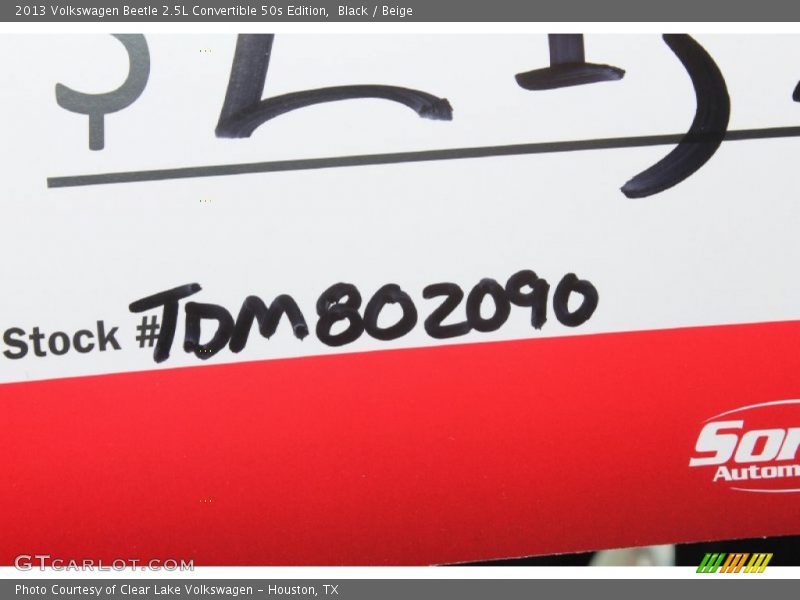 2013 Volkswagen Beetle 2.5L Convertible 50s Edition,  Black / Beige
$ 21,
Stock # TDM802090
GTCARLOT.COM
Photo Courtesy of Clear Lake Volkswagen – Houston, TX